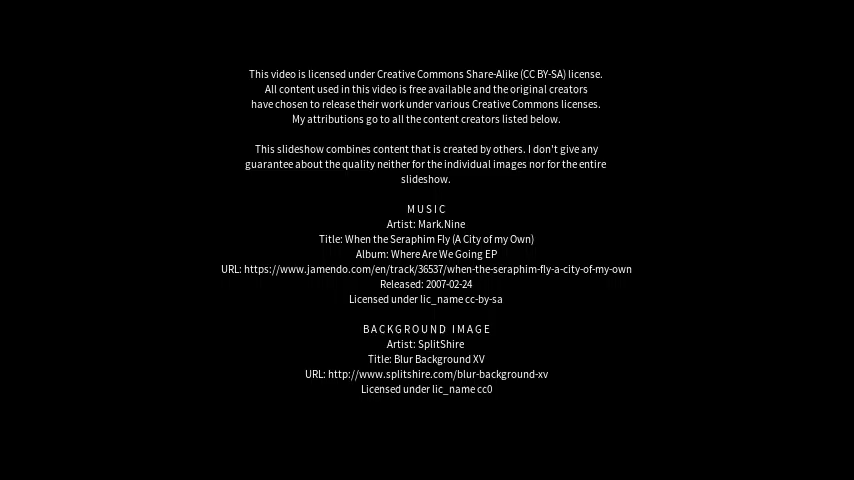 This video is licensed under Creative Commons Share-Alike (CC BY-SA) license.
All content used in this video is free available and the original creators
have chosen to release their work under various Creative Commons licenses.
My attributions go to all the content creators listed below.
This slideshow combines content that is created by others. I don't give any
guarantee about the quality neither for the individual images nor for the entire
slideshow.
MUSIC
Artist: Mark.Nine
Title: When the Seraphim Fly (A City of my Own)
Album: Where Are We Going EP
URL: https://www.jamendo.com/en/track/36537/when-the-seraphim-fly-a-city-of-my-own
Released: 2007-02-24
Licensed under lic_name cc-by-sa
BACKGROUND IMAGE
Artist: SplitShire
Title: Blur Background XV
URL: http://www.splitshire.com/blur-background-xv
Licensed under lic_name cc0